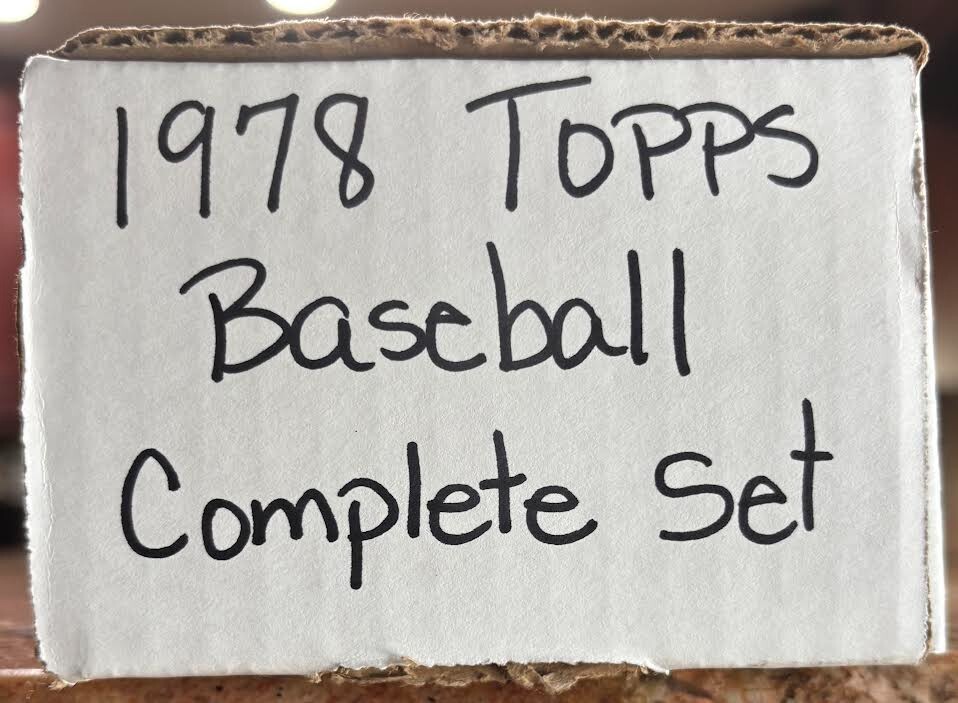 1978 TOPPS
Baseball
Complete Set